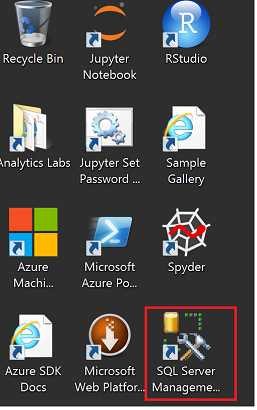 Recycle Bin
Jupyter
Notebook
RStudio
Analytics Labs
Jupyter Set
Password ...
Sample
Gallery
Azure
Machi...
Microsoft
Azure Po...
Spyder
Azure SDK
Docs
Microsoft
Web Platfor...
SQL Server
Manageme...